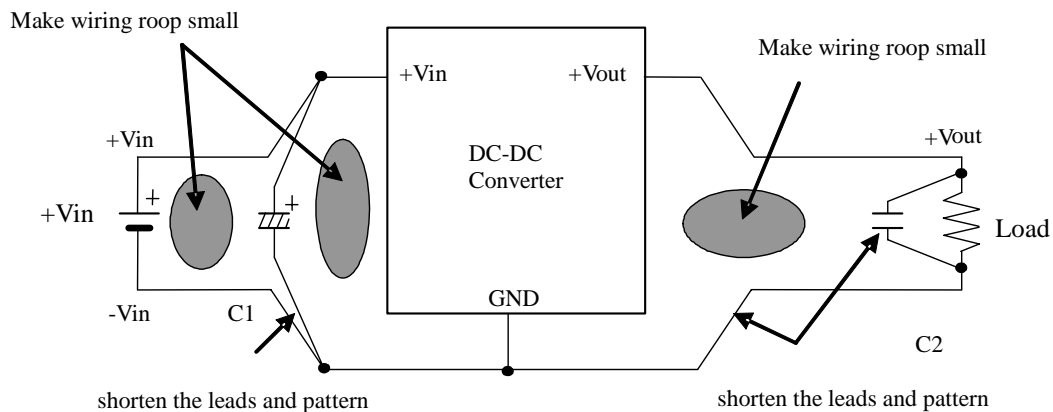 Make wiring roop small
Make wiring roop small
+Vin
+Vout
+Vin
+Vout
DC-DC
Converter
+
+
+Vin
Load
GND
-Vin
C1
C2
shorten the leads and pattern
shorten the leads and pattern